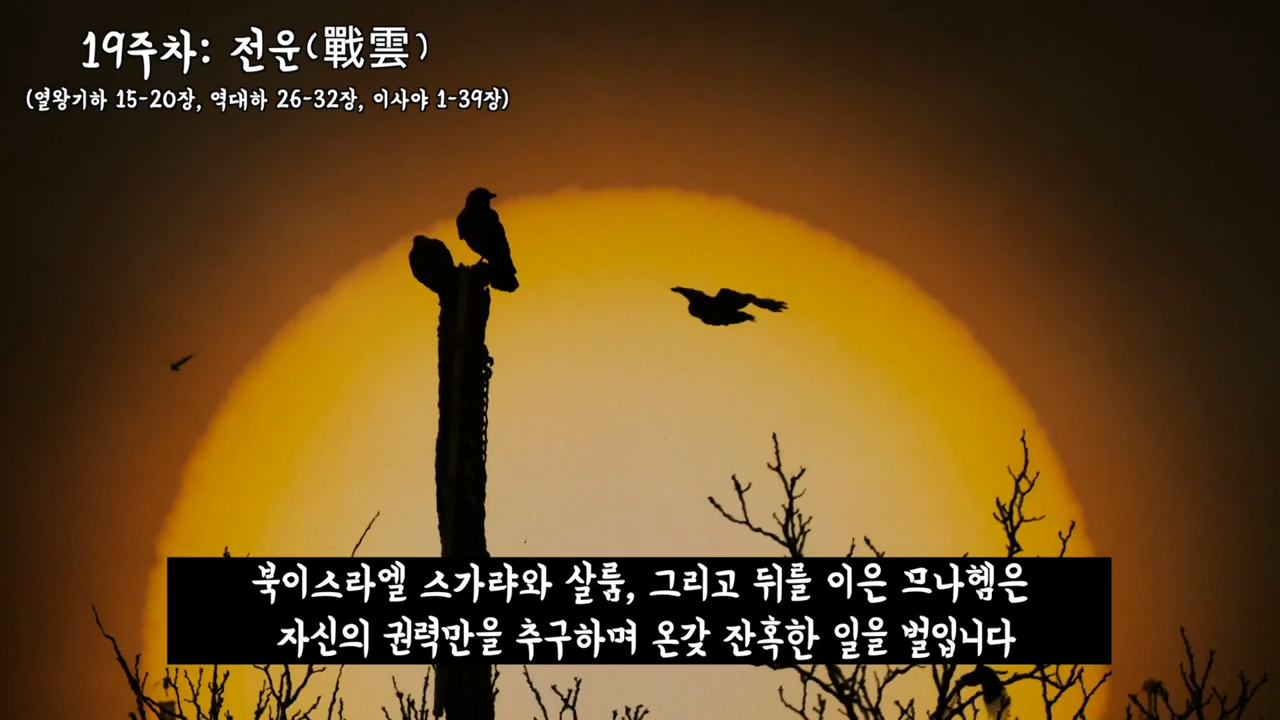 19주차: 전운(戰雲)
(열왕기하 15-20장, 역대하 26-32장, 이사야 1-39장)
북이스라엘 스가랴와 살룸, 그리고 뒤를 이은 므나헴은
자신의 권력만을 추구하며 온갖 잔혹한 일을 벌입니다